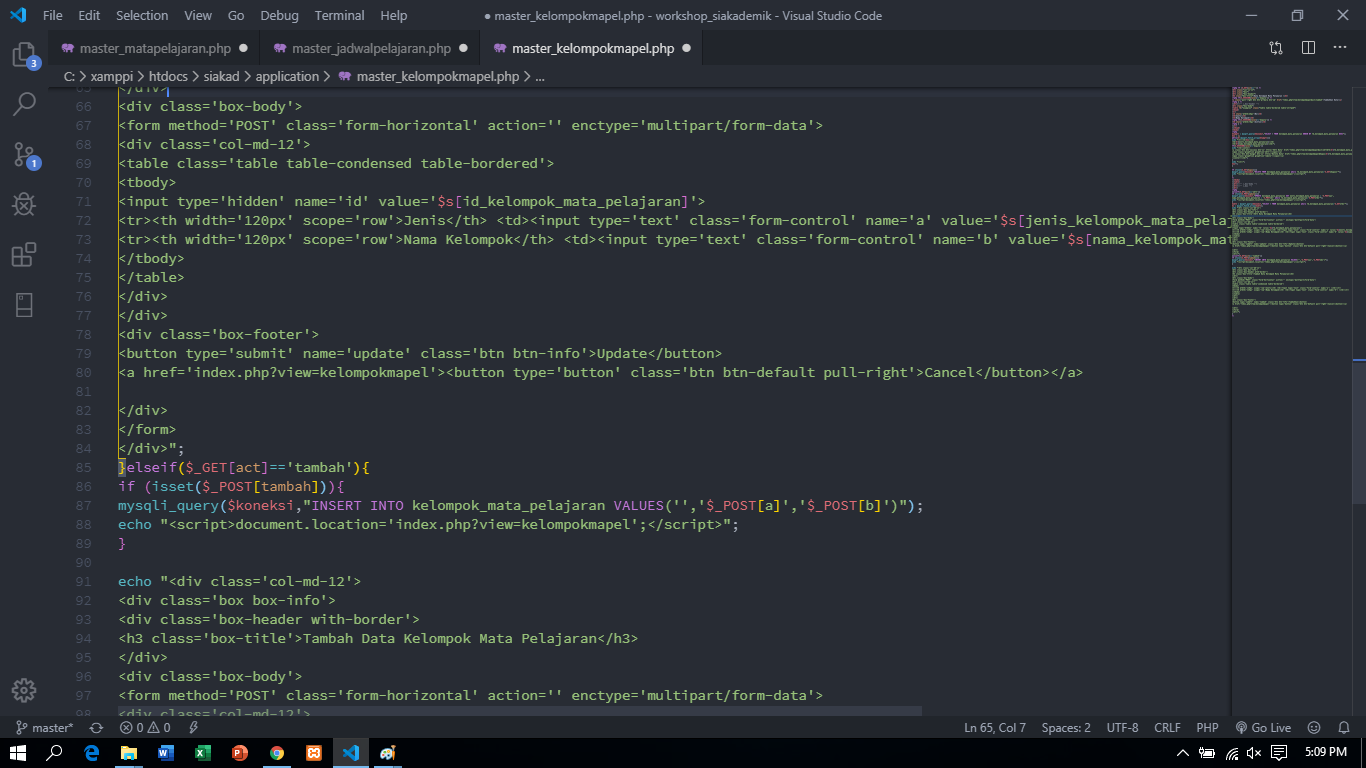 File Edit Selection View Go Debug Terminal Help
● master_kelompokmapel.php - workshop_siakademik - Visual Studio Code
master_matapelajaran.php ● master_jadwalpelajaran.php ● master_kelompokmapel.php ●
C: > xamppi > htdocs > siakad > application > master_kelompokmapel.php > ...
3
1
65 </div>
66 <div class='box-body'>
67 <form method='POST' class='form-horizontal' action='' enctype='multipart/form-data'>
68 <div class='col-md-12'>
69 <table class='table table-condensed table-bordered'>
70 <tbody>
71 <input type='hidden' name='id' value='$s[id_kelompok_mata_pelajaran]'>
72 <tr><th width='120px' scope='row'>Jenis</th> <td><input type='text' class='form-control' name='a' value='$s[jenis_kelompok_mata_pela
73 <tr><th width='120px' scope='row'>Nama Kelompok</th> <td><input type='text' class='form-control' name='b' value='$s[nama_kelompok_mat
74 </tbody>
75 </table>
76 </div>
77 </div>
78 <div class='box-footer'>
79 <button type='submit' name='update' class='btn btn-info'>Update</button>
80 <a href='index.php?view=kelompokmapel'><button type='button' class='btn btn-default pull-right'>Cancel</button></a>
81
82 </div>
83 </form>
84 </div>";
85 }elseif($_GET[act]=='tambah'){
86 if (isset($_POST[tambah])){
87 mysqli_query($koneksi,"INSERT INTO kelompok_mata_pelajaran VALUES('','$_POST[a]','$_POST[b]')");
88 echo "<script>document.location='index.php?view=kelompokmapel';</script>";
89 }
90
91 echo "<div class='col-md-12'>
92 <div class='box box-info'>
93 <div class='box-header with-border'>
94 <h3 class='box-title'>Tambah Data Kelompok Mata Pelajaran</h3>
95 </div>
96 <div class='box-body'>
97 <form method='POST' class='form-horizontal' action='' enctype='multipart/form-data'>
98 <div class='col-md-12'>
master* 0 0 Ln 65, Col 7 Spaces: 2 UTF-8 CRLF PHP Go Live
5:09 PM